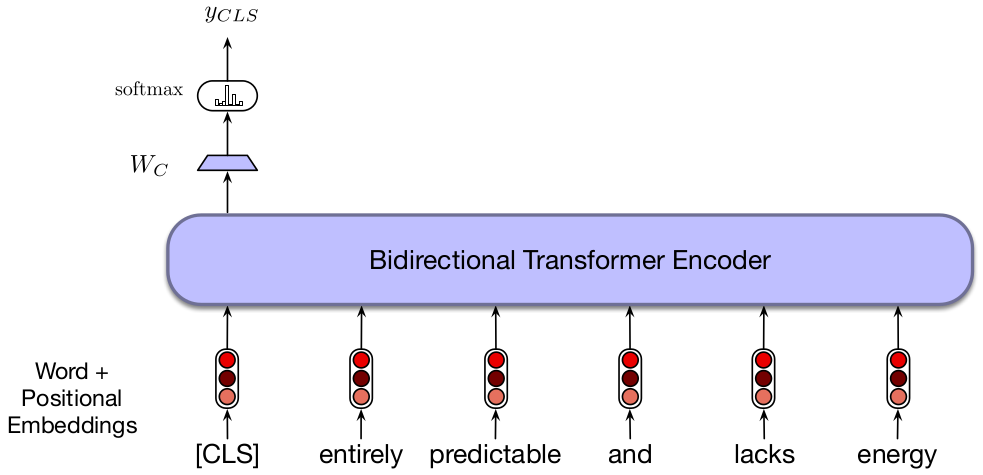 y_{CLS}
softmax
W_C
Bidirectional Transformer Encoder
Word +
Positional
Embeddings
[CLS] entirely predictable and lacks energy